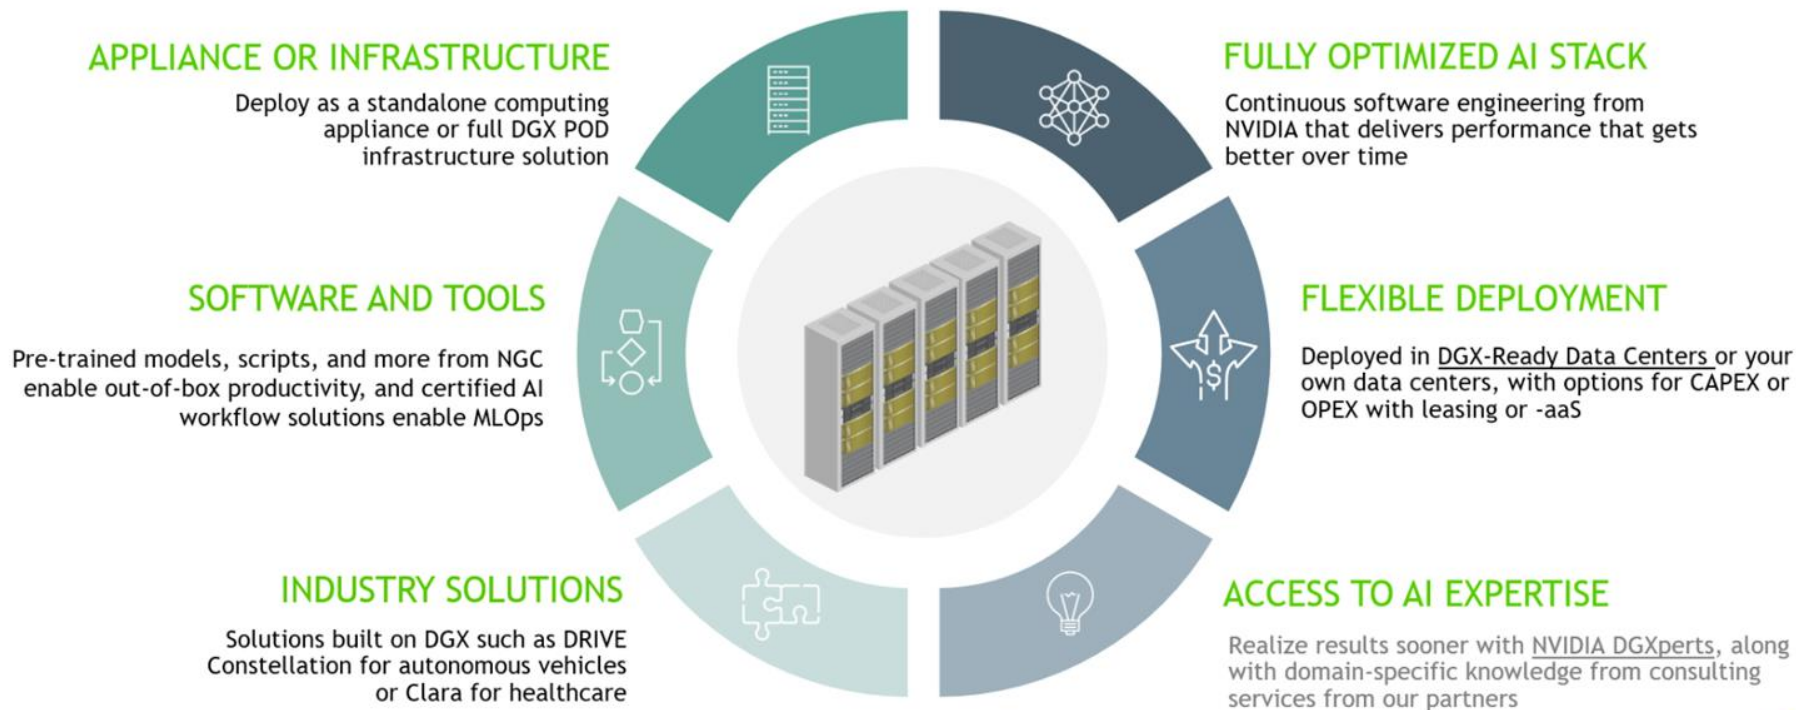 APPLIANCE OR INFRASTRUCTURE
Deploy as a standalone computing
appliance or full DGX POD
infrastructure solution
FULLY OPTIMIZED AI STACK
Continuous software engineering from
NVIDIA that delivers performance that gets
better over time
SOFTWARE AND TOOLS
Pre-trained models, scripts, and more from NGC
enable out-of-box productivity, and certified AI
workflow solutions enable MLOps
FLEXIBLE DEPLOYMENT
Deployed in DGX-Ready Data Centers or your
own data centers, with options for CAPEX or
OPEX with leasing or -aaS
INDUSTRY SOLUTIONS
Solutions built on DGX such as DRIVE
Constellation for autonomous vehicles
or Clara for healthcare
ACCESS TO AI EXPERTISE
Realize results sooner with NVIDIA DGXperts, along
with domain-specific knowledge from consulting
services from our partners
$